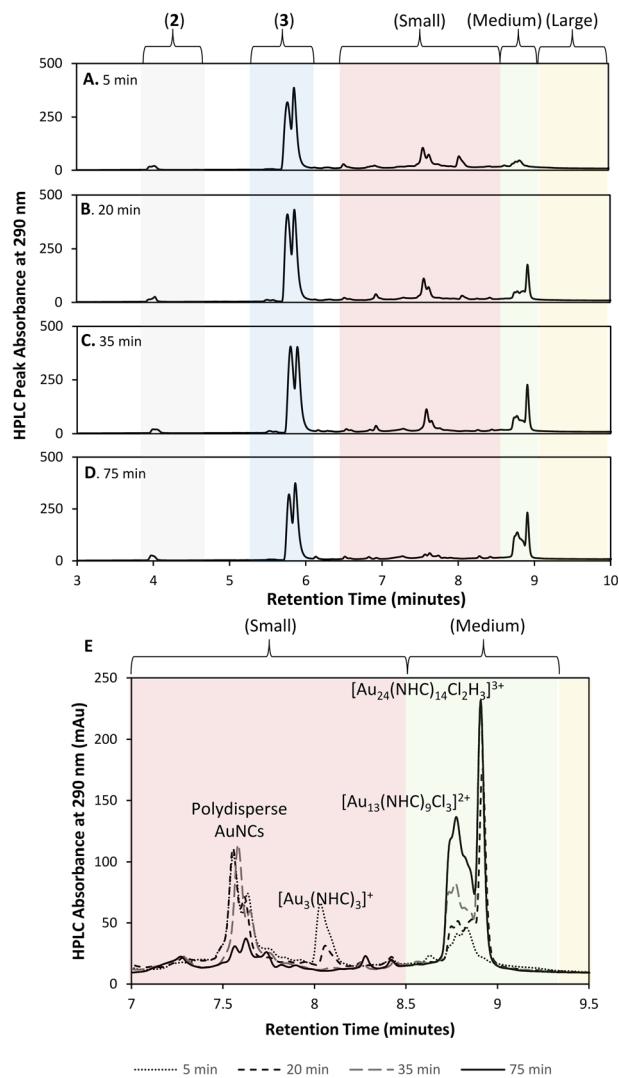 (2) (3) (Small) (Medium) (Large)
HPLC Peak Absorbance at 290 nm
500
A. 5 min
250
0
500
B. 20 min
250
0
500
C. 35 min
250
0
500
D. 75 min
250
0
3 4 5 6 7 8 9 10
Retention Time (minutes)
E
(Small) (Medium)
HPLC Absorbance at 290 nm (mAu)
250
[Au24(NHC)14Cl2H3]3+
200
150
[Au13(NHC)9Cl3]2+
Polydisperse
AuNCs
100
[Au3(NHC)3]+
50
0
7 7.5 8 8.5 9 9.5
Retention Time (minutes)
5 min 20 min 35 min 75 min